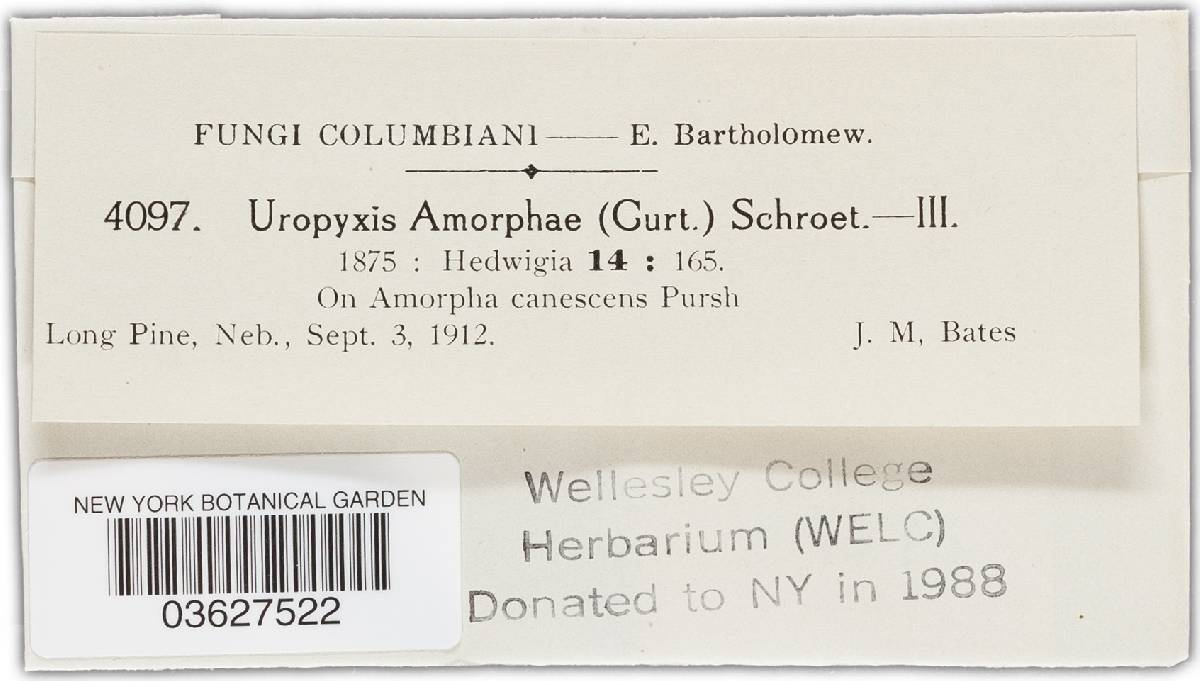 FUNGI COLUMBIANI—— E. Bartholomew.
4097. Uropyxis Amorphae (Curt.) Schroet.—III.
1875 : Hedwigia 14 : 165.
On Amorpha canescens Pursh
Long Pine, Neb., Sept. 3, 1912. J. M, Bates
NEW YORK BOTANICAL GARDEN
03627522
Wellesley College
Herbarium (WELC)
Donated to NY in 1988